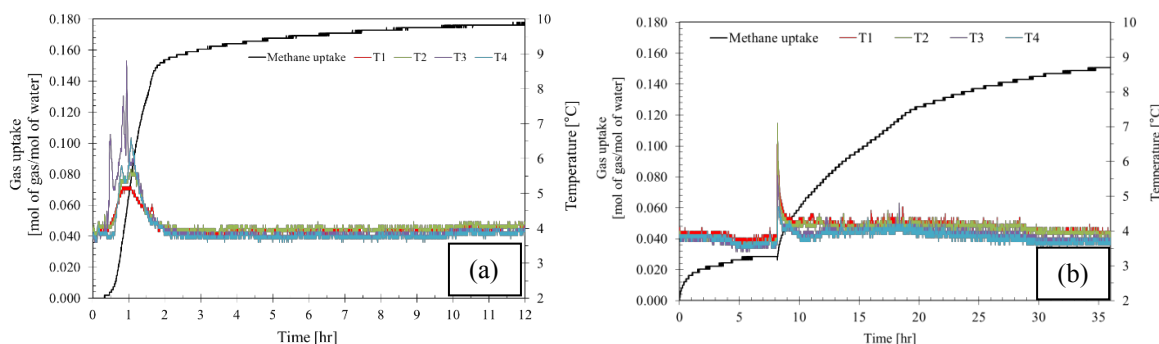 0.180
0.160
0.140
0.120
0.100
0.080
0.060
0.040
0.020
0.000
Gas uptake
[mol of gas/mol of water]
Methane uptake T1 T2 T3 T4
10
9
8
7
6
5
4
3
2
Temperature [°C]
0 1 2 3 4 5 6 7 8 9 10 11 12
Time [hr]
(a)
0.180
0.160
0.140
0.120
0.100
0.080
0.060
0.040
0.020
0.000
Gas uptake
[mol of gas/mol of water]
Methane uptake T1 T2 T3 T4
10
9
8
7
6
5
4
3
2
Temperature [°C]
0 5 10 15 20 25 30 35
Time [hr]
(b)